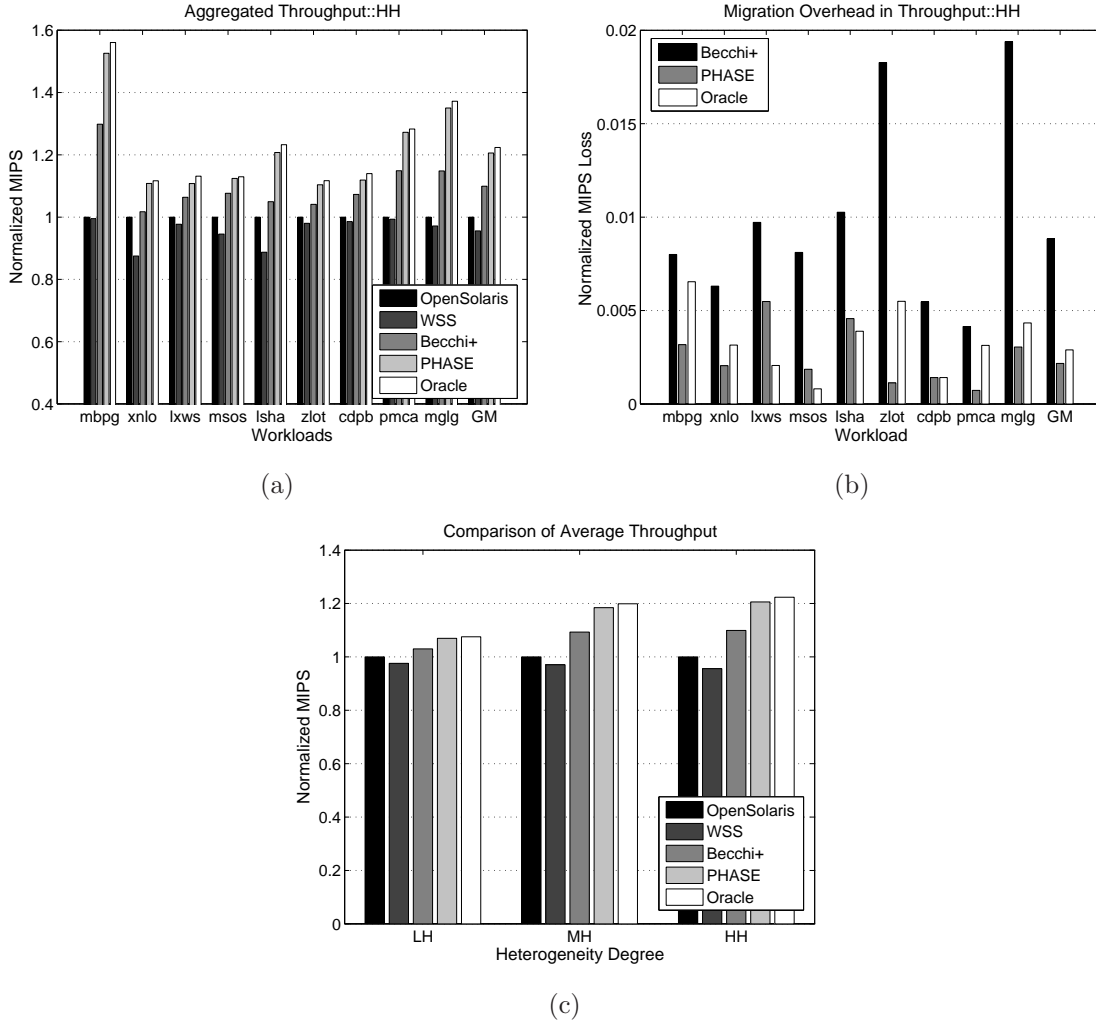 Aggregated Throughput::HH
1.6
1.4
1.2
1
0.8
0.6
0.4
Normalized MIPS
OpenSolaris
WSS
Becchi+
PHASE
Oracle
mbpg xnlo lxws msos lsha zlot cdpb pmca mglg GM
Workloads
(a)
Migration Overhead in Throughput::HH
0.02
0.015
0.01
0.005
0
Normalized MIPS Loss
Becchi+
PHASE
Oracle
mbpg xnlo lxws msos lsha zlot cdpb pmca mglg GM
Workload
(b)
Comparison of Average Throughput
1.4
1.2
1
0.8
0.6
0.4
0.2
0
Normalized MIPS
OpenSolaris
WSS
Becchi+
PHASE
Oracle
LH MH HH
Heterogeneity Degree
(c)